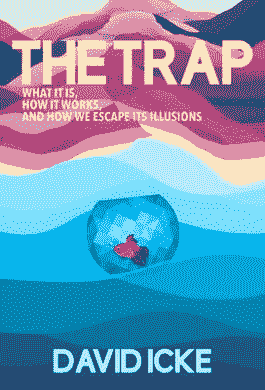 THE TRAP
WHAT IT IS,
HOW IT WORKS,
AND HOW WE ESCAPE ITS ILLUSIONS
DAVID ICKE